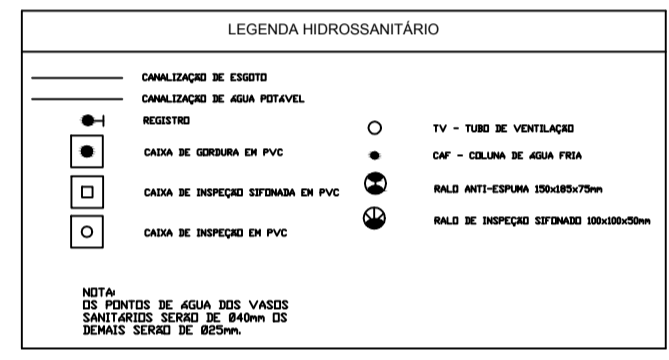 LEGENDA HIDROSSANITÁRIO
CANALIZAÇÃO DE ESGOTO
CANALIZAÇÃO DE ÁGUA POTÁVEL
REGISTRO
CAIXA DE GORDURA EM PVC
CAIXA DE INSPEÇÃO SIFONADA EM PVC
CAIXA DE INSPEÇÃO EM PVC
TV - TUBO DE VENTILAÇÃO
CAF - COLUNA DE ÁGUA FRIA
RALO ANTI-ESPUMA 150x185x75mm
RALO DE INSPEÇÃO SIFONADO 100x100x50mm
NOTA:
OS PONTOS DE ÁGUA DOS VASOS
SANITÁRIOS SERÃO DE Ø40mm OS
DEMAIS SERÃO DE Ø25mm.